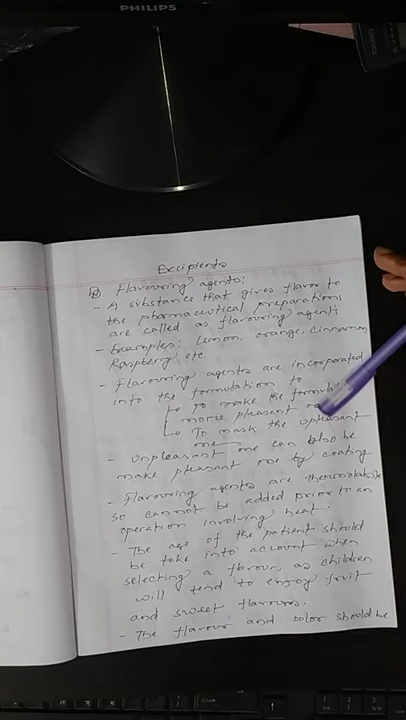 PHILIPS
Excipients
Flavouring agents:
- A substance that gives flavor to
the pharmaceutical preparations
are called as flavouring agents
- Examples: Lemon, orange, cinnamon,
Raspberry etc
- Flavouring agents are incorporated
into the formulation to
→ To make the formula
more pleasent
→ To mask the unpleasant
one
- Unpleasant one can also be
make pleasant one by coating
- Flavouring agents are thermolabile
so cannot be added prior to an
operation involving heat.
- The age of the patient should
be take into account when
selecting a flavour, as children
will tend to enjoy fruit
and sweet flavours.
- The flavour and color should be